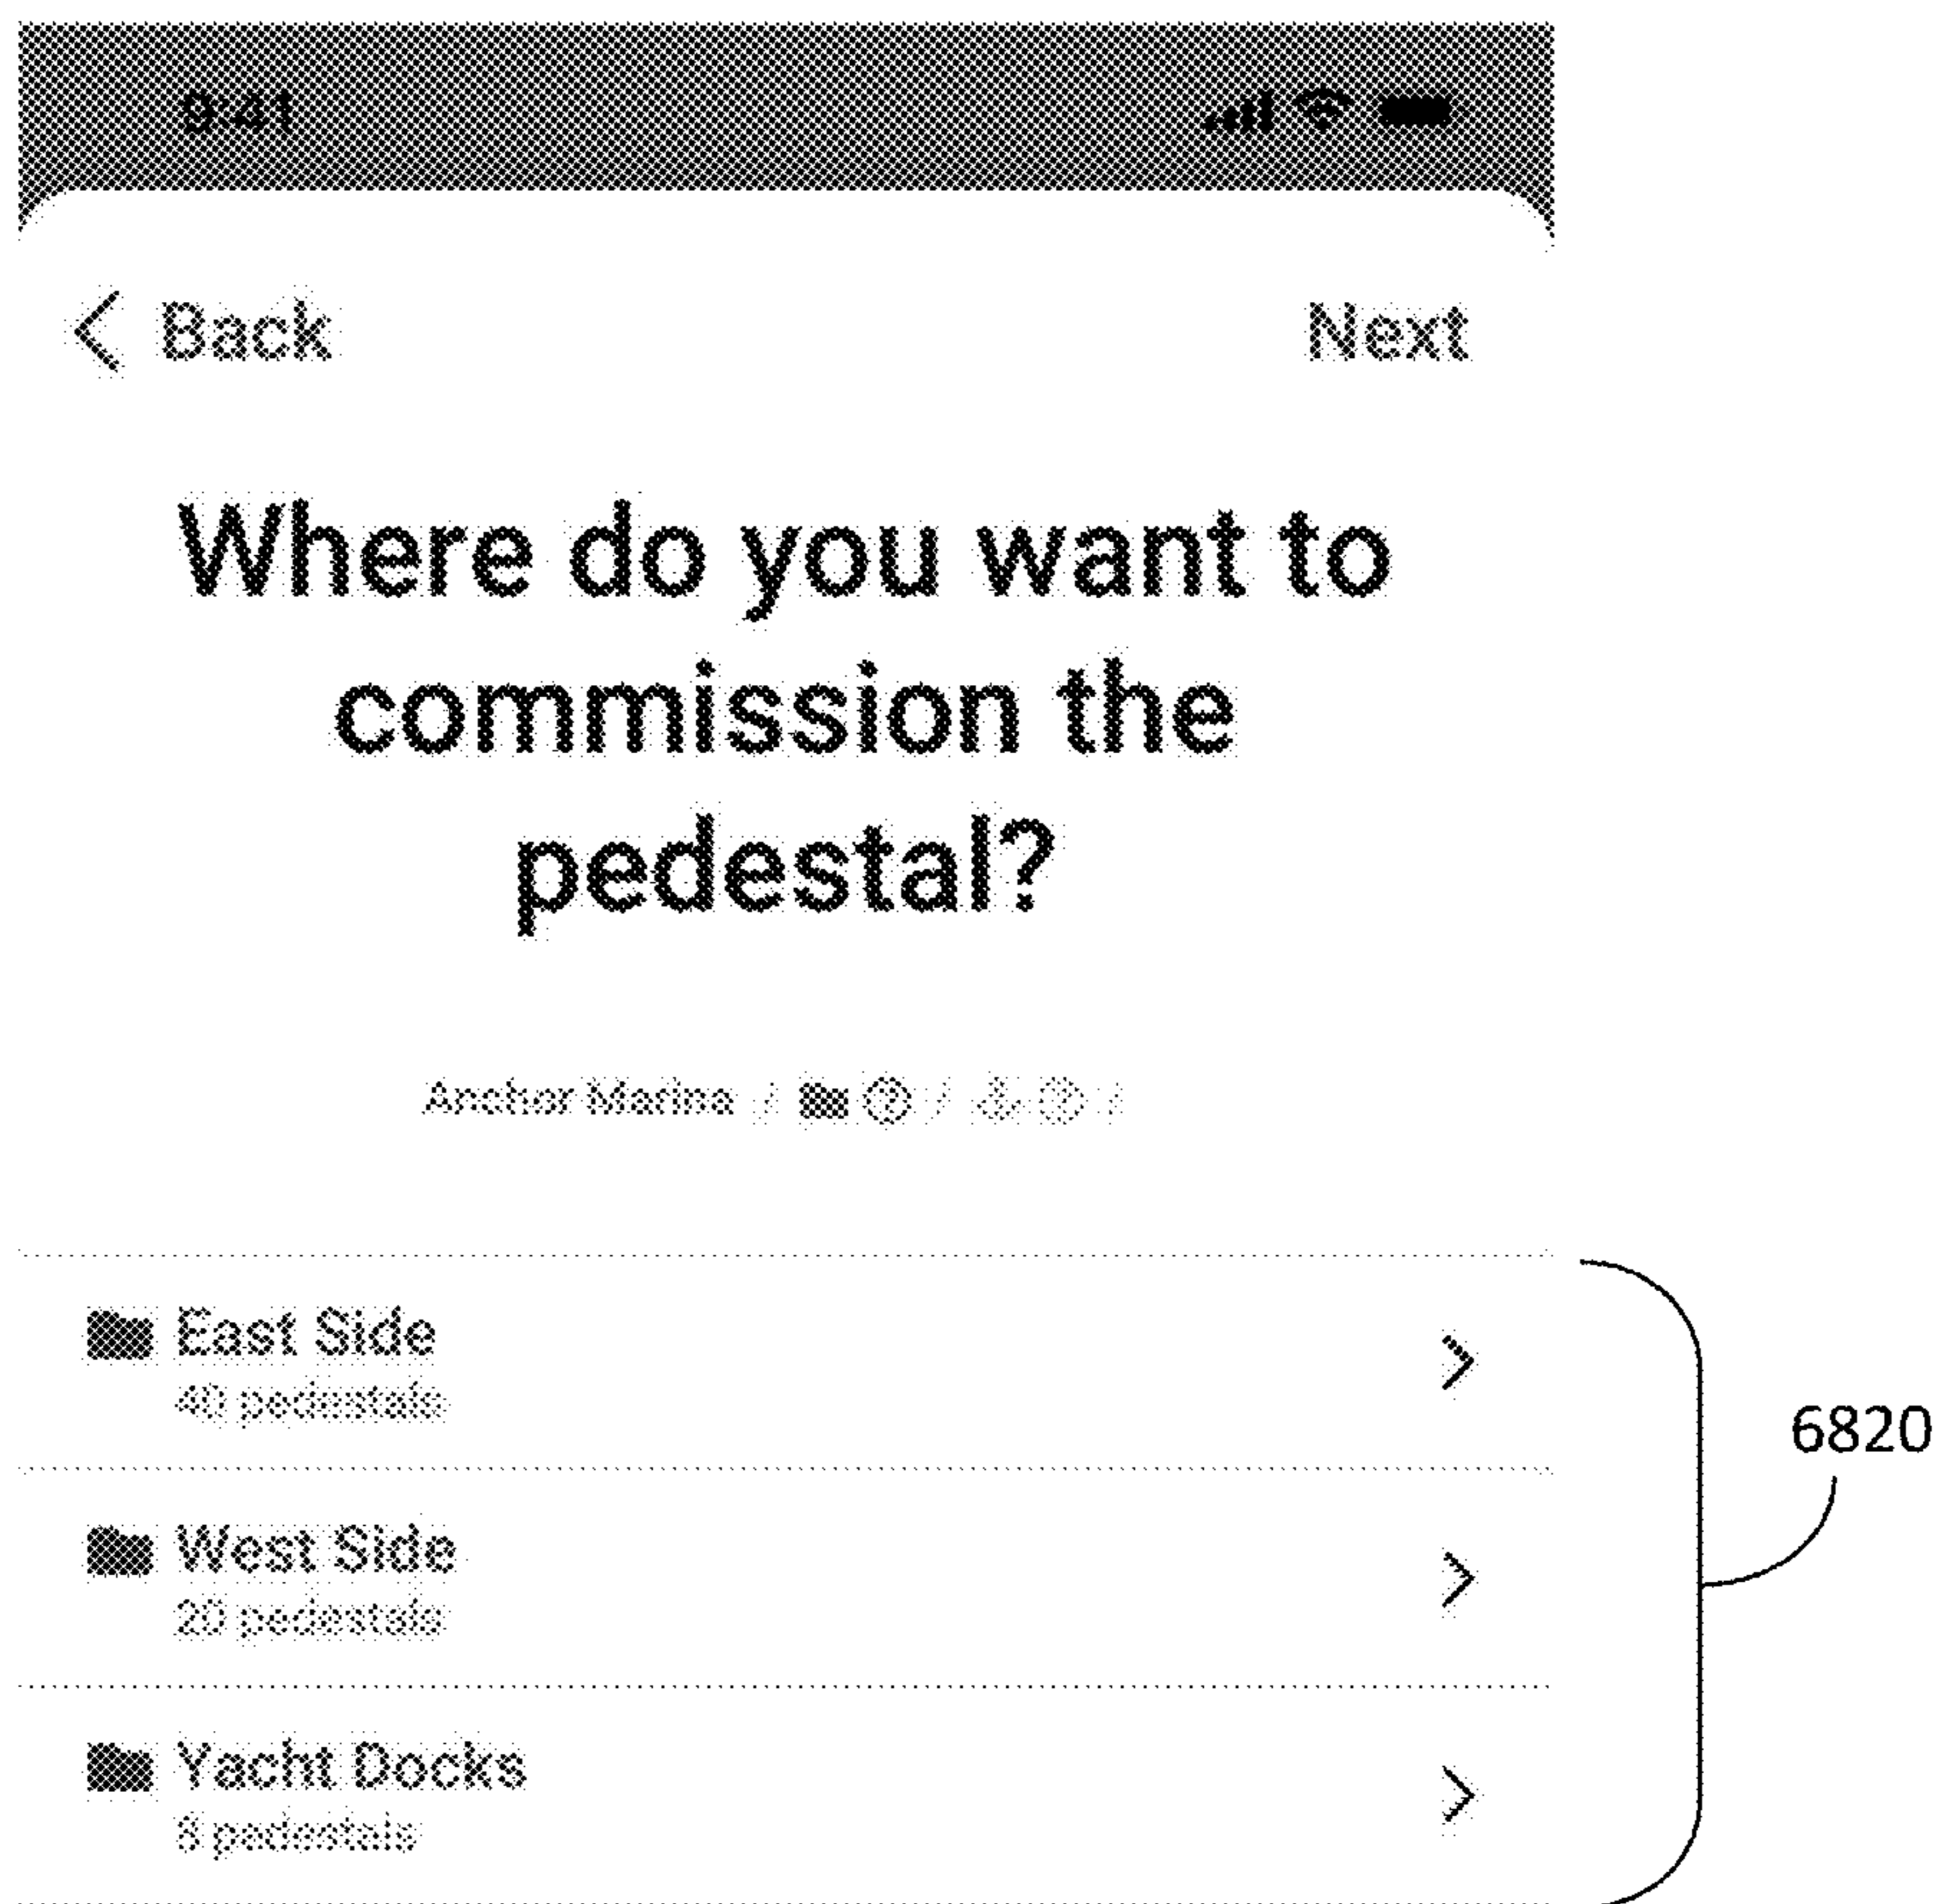 9:41
Back
Next
Where do you want to
commission the
pedestal?
Anchor Marina / ? / ? /
East Side
40 pedestals
West Side
20 pedestals
Yacht Docks
8 pedestals
6820